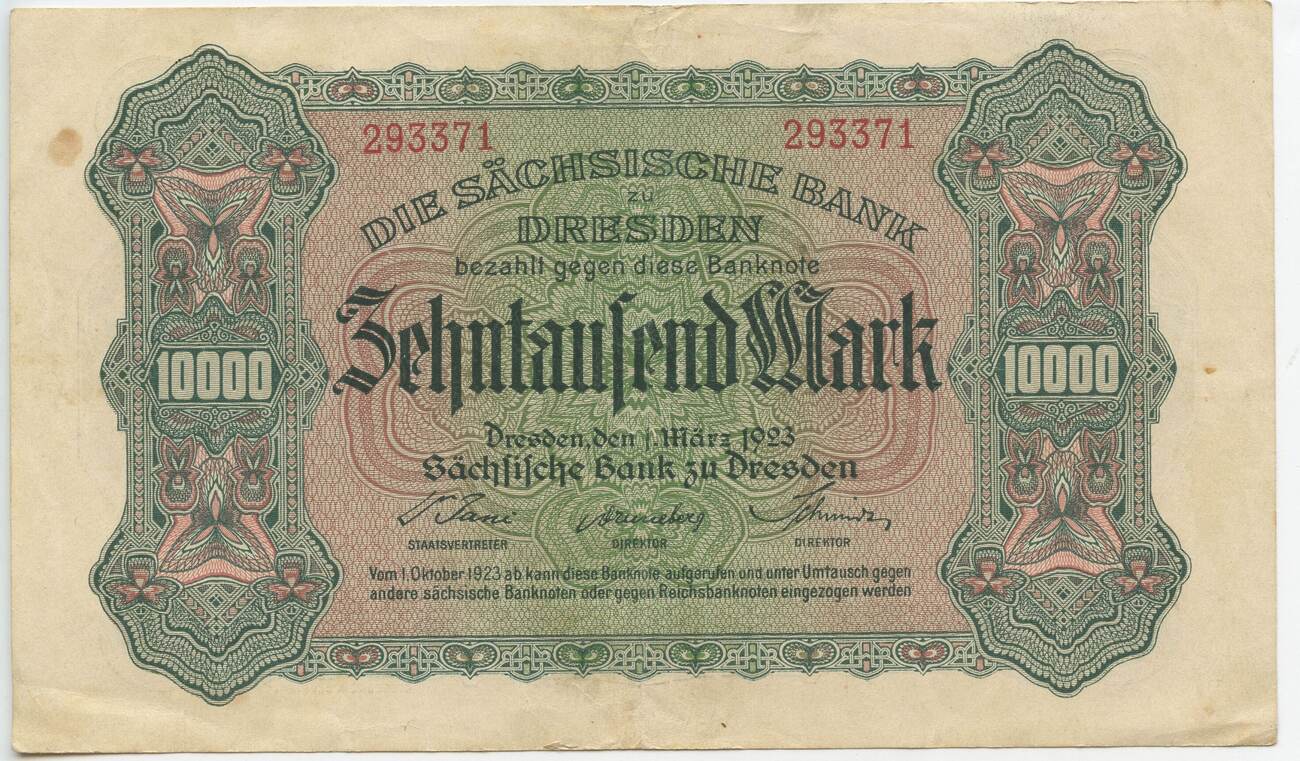 293371 293371
DIE SÄCHSISCHE BANK
zu
DRESDEN
bezahlt gegen diese Banknote
Zehntausend Mark
10000 10000
Dresden, den 1. März 1923
Sächsische Bank zu Dresden
STAATSVERTRETER DIREKTOR DIREKTOR
Vom 1. Oktober 1923 ab kann diese Banknote aufgerufen und unter Umtausch gegen
andere sächsische Banknoten oder gegen Reichsbanknoten eingezogen werden